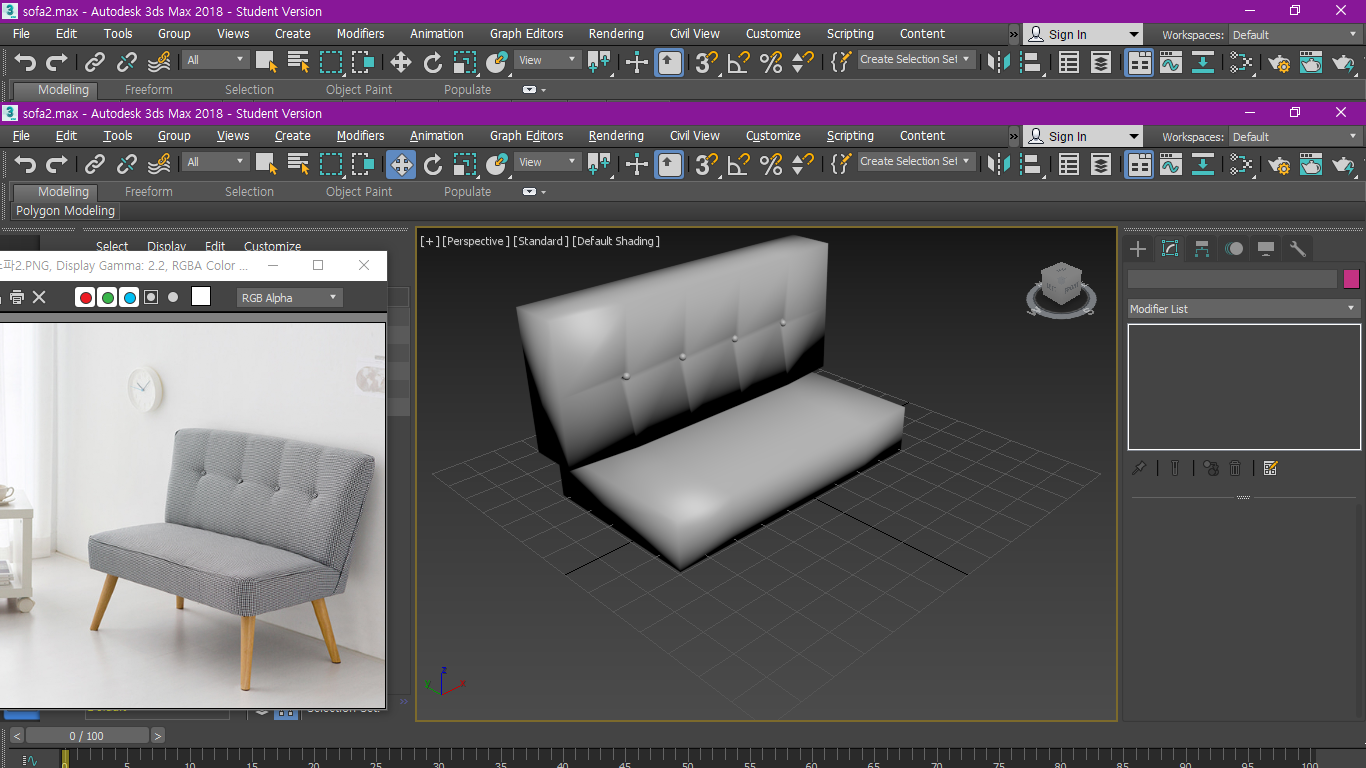 sofa2.max - Autodesk 3ds Max 2018 - Student Version
File Edit Tools Group Views Create Modifiers Animation Graph Editors Rendering Civil View Customize Scripting Content » Sign In Workspaces: Default
All View Create Selection Set
Modeling Freeform Selection Object Paint Populate
sofa2.max - Autodesk 3ds Max 2018 - Student Version
File Edit Tools Group Views Create Modifiers Animation Graph Editors Rendering Civil View Customize Scripting Content » Sign In Workspaces: Default
All View Create Selection Set
Modeling Freeform Selection Object Paint Populate
Polygon Modeling
Select Display Edit Customize
[+] [Perspective ] [Standard ] [Default Shading ]
파2.PNG, Display Gamma: 2.2, RGBA Color ...
RGB Alpha
Modifier List
z
y x
»
Default
Selection Set:
< 0 / 100 >
0 5 10 15 20 25 30 35 40 45 50 55 60 65 70 75 80 85 90 95 100